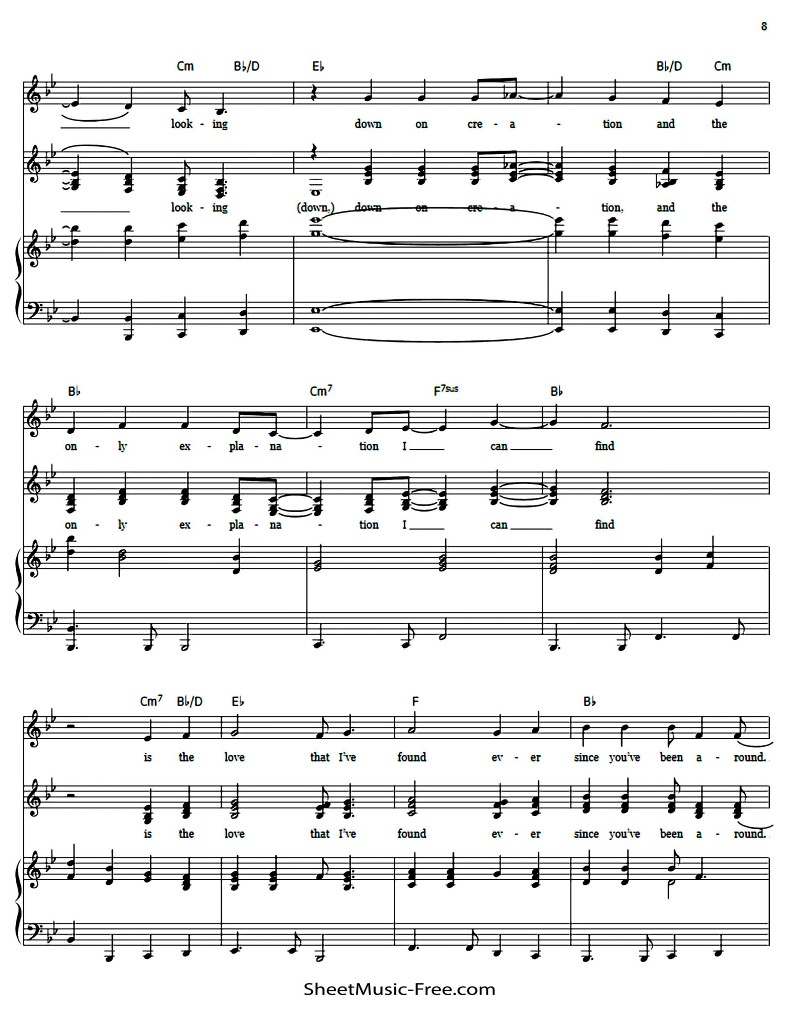 8
Cm B♭/D E♭ B♭/D Cm
look - ing down on cre - a - tion and the
look - ing (down,) down on cre - a - tion, and the
B♭ Cm7 F7sus B♭
on - ly ex - pla - na - tion I can find
on - ly ex - pla - na - tion I can find
Cm7 B♭/D E♭ F B♭
is the love that I've found ev - er since you've been a - round.
is the love that I've found ev - er since you've been a - round.
SheetMusic-Free.com